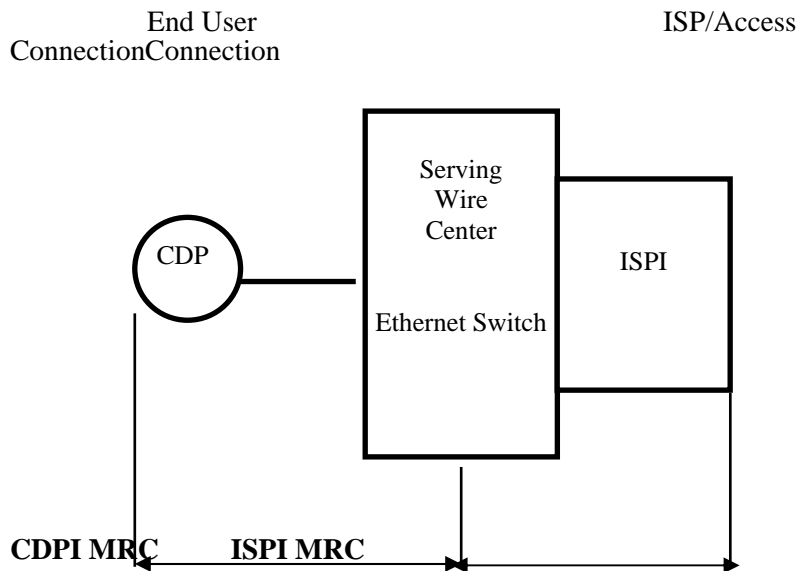 End User ISP/Access
ConnectionConnection
Serving
Wire
Center
CDP
ISPI
Ethernet Switch
CDPI MRC ISPI MRC